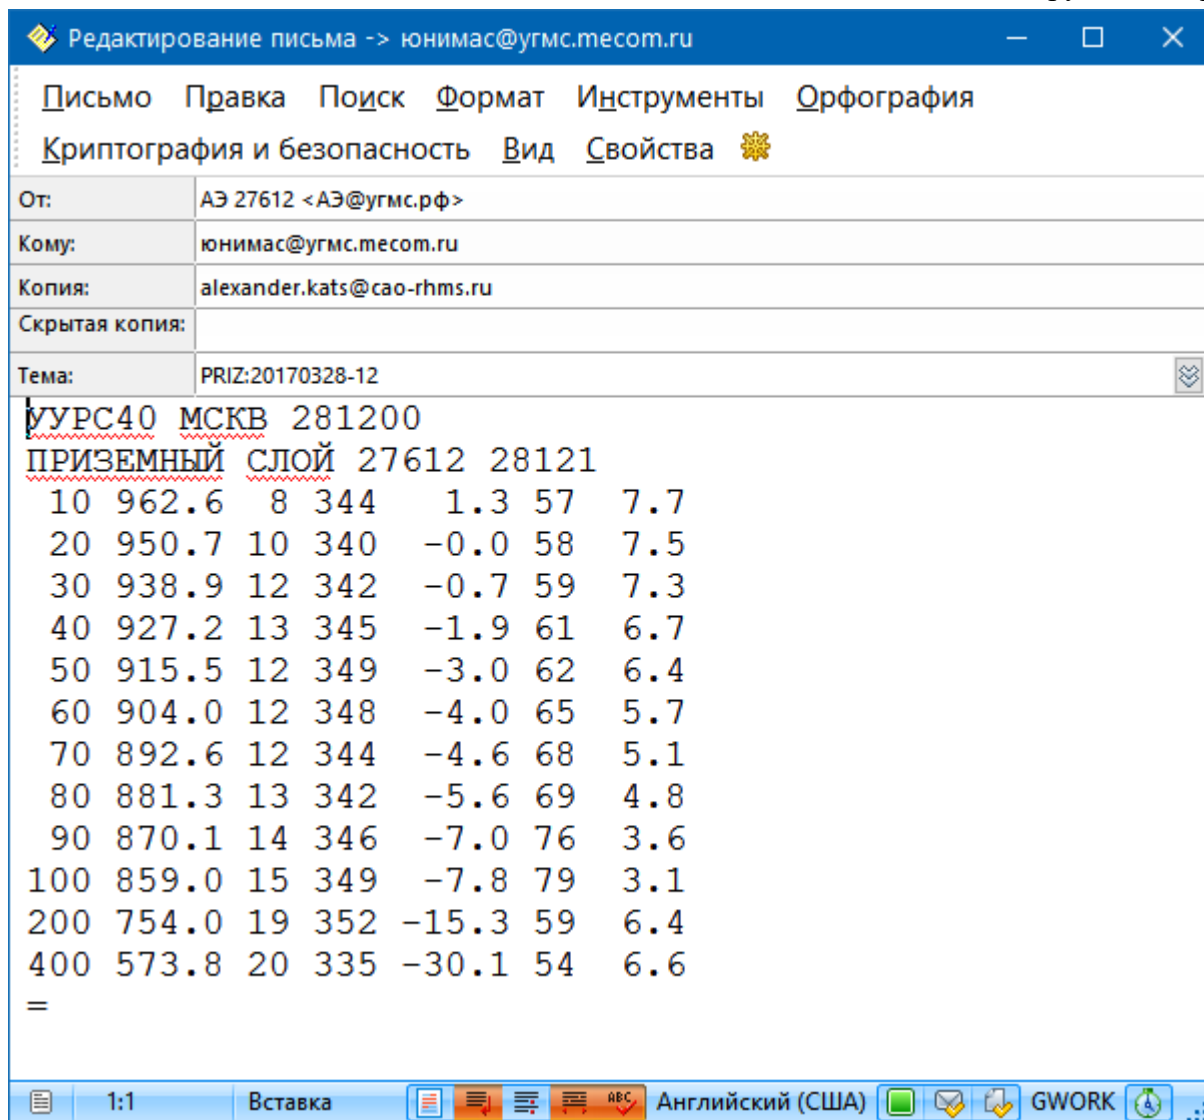 Редактирование письма -> юнимас@угмс.mecom.ru
Письмо Правка Поиск Формат Инструменты Орфография
Криптография и безопасность Вид Свойства
От: АЭ 27612 <АЭ@угмс.рф>
Кому: юнимас@угмс.mecom.ru
Копия: alexander.kats@cao-rhms.ru
Скрытая копия:
Тема: PRIZ:20170328-12
УУРС40 МСКВ 281200
ПРИЗЕМНЫЙ СЛОЙ 27612 28121
10 962.6 8 344 1.3 57 7.7
20 950.7 10 340 -0.0 58 7.5
30 938.9 12 342 -0.7 59 7.3
40 927.2 13 345 -1.9 61 6.7
50 915.5 12 349 -3.0 62 6.4
60 904.0 12 348 -4.0 65 5.7
70 892.6 12 344 -4.6 68 5.1
80 881.3 13 342 -5.6 69 4.8
90 870.1 14 346 -7.0 76 3.6
100 859.0 15 349 -7.8 79 3.1
200 754.0 19 352 -15.3 59 6.4
400 573.8 20 335 -30.1 54 6.6
=
1:1 Вставка ABC Английский (США) GWORK